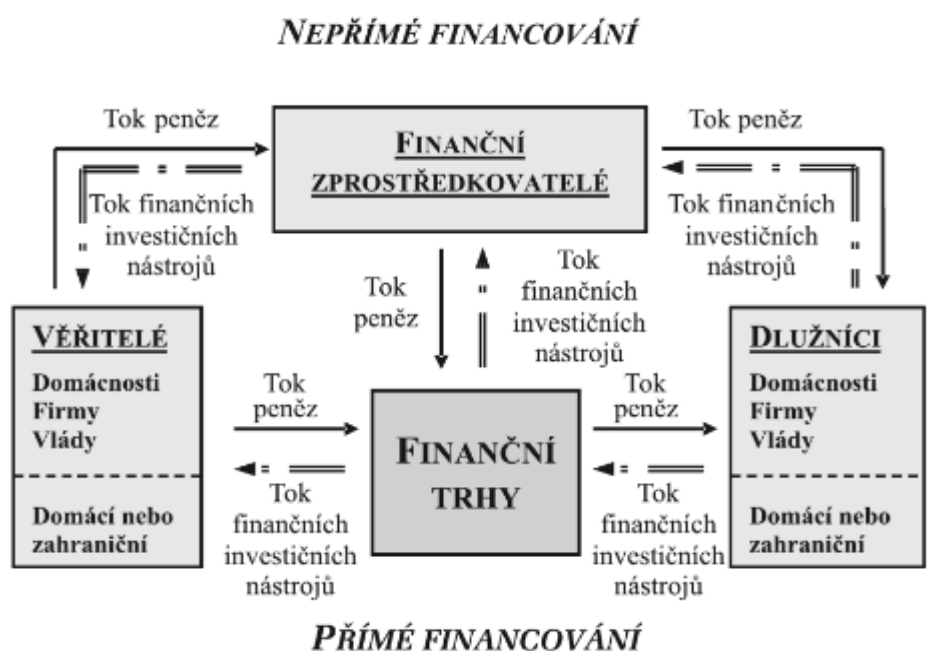 NEPŘÍMÉ FINANCOVÁNÍ
Tok peněz
FINANČNÍ
ZPROSTŘEDKOVATELÉ
Tok peněz
Tok finančních
investičních
nástrojů
Tok finančních
investičních
nástrojů
Tok
peněz
Tok
finančních
investičních
nástrojů
VĚŘITELÉ
Domácnosti
Firmy
Vlády
Domácí nebo
zahraniční
Tok
peněz
Tok
finančních
investičních
nástrojů
FINANČNÍ
TRHY
Tok
peněz
Tok
finančních
investičních
nástrojů
DLUŽNÍCI
Domácnosti
Firmy
Vlády
Domácí nebo
zahraniční
PŘÍMÉ FINANCOVÁNÍ